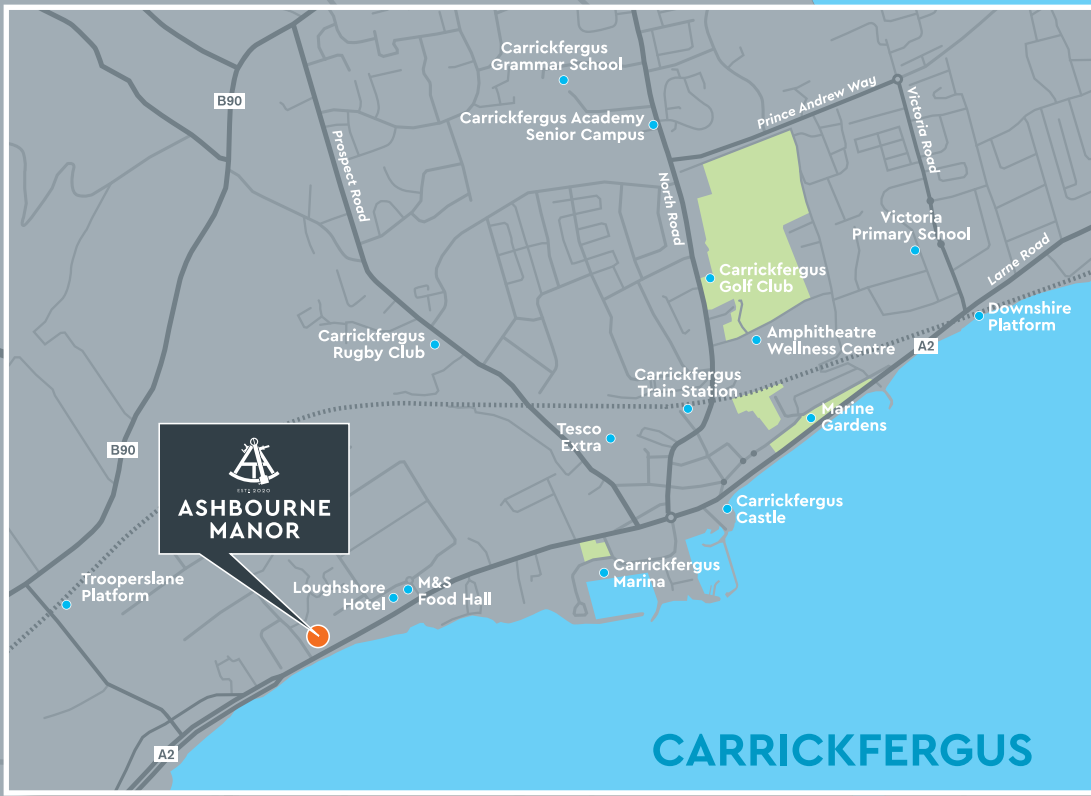 Carrickfergus
Grammar School
B90
Carrickfergus Academy
Senior Campus
Prince Andrew Way
Victoria Road
Prospect Road
North Road
Victoria
Primary School
Larne Road
Carrickfergus
Golf Club
Downshire
Platform
Carrickfergus
Rugby Club
Amphitheatre
Wellness Centre
A2
Carrickfergus
Train Station
Marine
Gardens
Tesco
Extra
B90
ESTD 2020
ASHBOURNE
MANOR
Carrickfergus
Castle
Trooperslane
Platform
Loughshore
Hotel
M&S
Food Hall
Carrickfergus
Marina
A2
CARRICKFERGUS